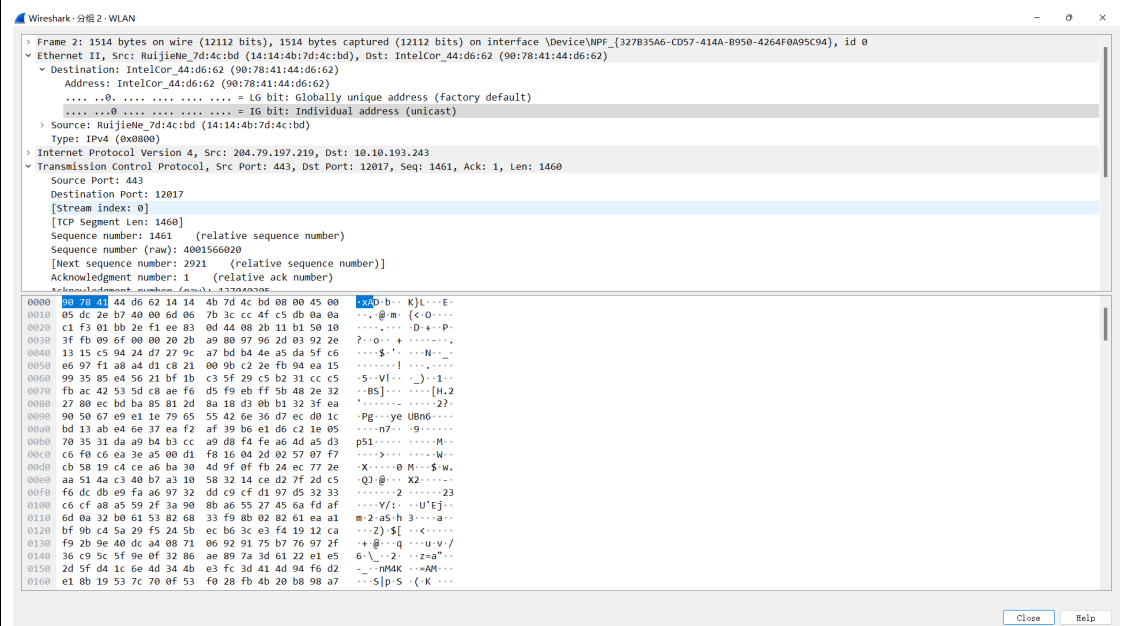 Wireshark · 分组 2 · WLAN
Frame 2: 1514 bytes on wire (12112 bits), 1514 bytes captured (12112 bits) on interface \Device\NPF_{327B35A6-CD57-414A-B950-4264F0A95C94}, id 0
Ethernet II, Src: RuijieNe_7d:4c:bd (14:14:4b:7d:4c:bd), Dst: IntelCor_44:d6:62 (90:78:41:44:d6:62)
Destination: IntelCor_44:d6:62 (90:78:41:44:d6:62)
Address: IntelCor_44:d6:62 (90:78:41:44:d6:62)
.... ..0. .... .... .... .... = LG bit: Globally unique address (factory default)
.... ...0 .... .... .... .... = IG bit: Individual address (unicast)
Source: RuijieNe_7d:4c:bd (14:14:4b:7d:4c:bd)
Type: IPv4 (0x0800)
Internet Protocol Version 4, Src: 204.79.197.219, Dst: 10.10.193.243
Transmission Control Protocol, Src Port: 443, Dst Port: 12017, Seq: 1461, Ack: 1, Len: 1460
Source Port: 443
Destination Port: 12017
[Stream index: 0]
[TCP Segment Len: 1460]
Sequence number: 1461    (relative sequence number)
Sequence number (raw): 4001566020
[Next sequence number: 2921    (relative sequence number)]
Acknowledgment number: 1    (relative ack number)
0000 90 78 41 44 d6 62 14 14 4b 7d 4c bd 08 00 45 00 ·xAD·b·· K}L···E·
0010 05 dc 2e b7 40 00 6d 06 7b 3c cc 4f c5 db 0a 0a ··.·@·m· {<·O····
0020 c1 f3 01 bb 2e f1 ee 83 0d 44 08 2b 11 b1 50 10 ····.··· ·D·+··P·
0030 3f fb 09 6f 00 00 20 2b a9 80 97 96 2d 03 92 2e ?··o·· + ····-··.
0040 13 15 c5 94 24 d7 27 9c a7 bd b4 4e a5 da 5f c6 ····$·'· ···N··_·
0050 e6 97 f1 a8 a4 d1 c8 21 00 9b c2 2e fb 94 ea 15 ·······! ···.····
0060 99 35 85 e4 56 21 bf 1b c3 5f 29 c5 b2 31 cc c5 ·5··V!·· ·_)··1··
0070 fb ac 42 53 5d c8 ae f6 d5 f9 eb ff 5b 48 2e 32 ··BS]··· ····[H.2
0080 27 80 ec bd ba 85 81 2d 8a 18 d3 0b b1 32 3f ea '······- ·····2?·
0090 90 50 67 e9 e1 1e 79 65 55 42 6e 36 d7 ec d0 1c ·Pg···ye UBn6····
00a0 bd 13 ab e4 6e 37 ea f2 af 39 b6 e1 d6 c2 1e 05 ····n7·· ·9······
00b0 70 35 31 da a9 b4 b3 cc a9 d8 f4 fe a6 4d a5 d3 p51····· ·····M··
00c0 c6 f0 c6 ea 3e a5 00 d1 f8 16 04 2d 02 57 07 f7 ····>··· ···-·W··
00d0 cb 58 19 c4 ce a6 ba 30 4d 9f 0f fb 24 ec 77 2e ·X·····0 M···$·w.
00e0 aa 51 4a c3 40 b7 a3 10 58 32 14 ce d2 7f 2d c5 ·QJ·@··· X2····-·
00f0 f6 dc db e9 fa a6 97 32 dd c9 cf d1 97 d5 32 33 ·······2 ······23
0100 c6 cf a8 a5 59 2f 3a 90 8b a6 55 27 45 6a fd af ····Y/:· ··U'Ej··
0110 6d 0a 32 b0 61 53 82 68 33 f9 8b 02 82 61 ea a1 m·2·aS·h 3····a··
0120 bf 9b c4 5a 29 f5 24 5b ec b6 3c e3 f4 19 12 ca ···Z)·$[ ··<·····
0130 f9 2b 9e 40 dc a4 08 71 06 92 91 75 b7 76 97 2f ·+·@···q ···u·v·/
0140 36 c9 5c 5f 9e 0f 32 86 ae 89 7a 3d 61 22 e1 e5 6·\_··2· ··z=a"··
0150 2d 5f d4 1c 6e 4d 34 4b e3 fc 3d 41 4d 94 f6 d2 -_··nM4K ··=AM···
0160 e1 8b 19 53 7c 70 0f 53 f0 28 fb 4b 20 b8 98 a7 ···S|p·S ·(·K ···
Close
Help